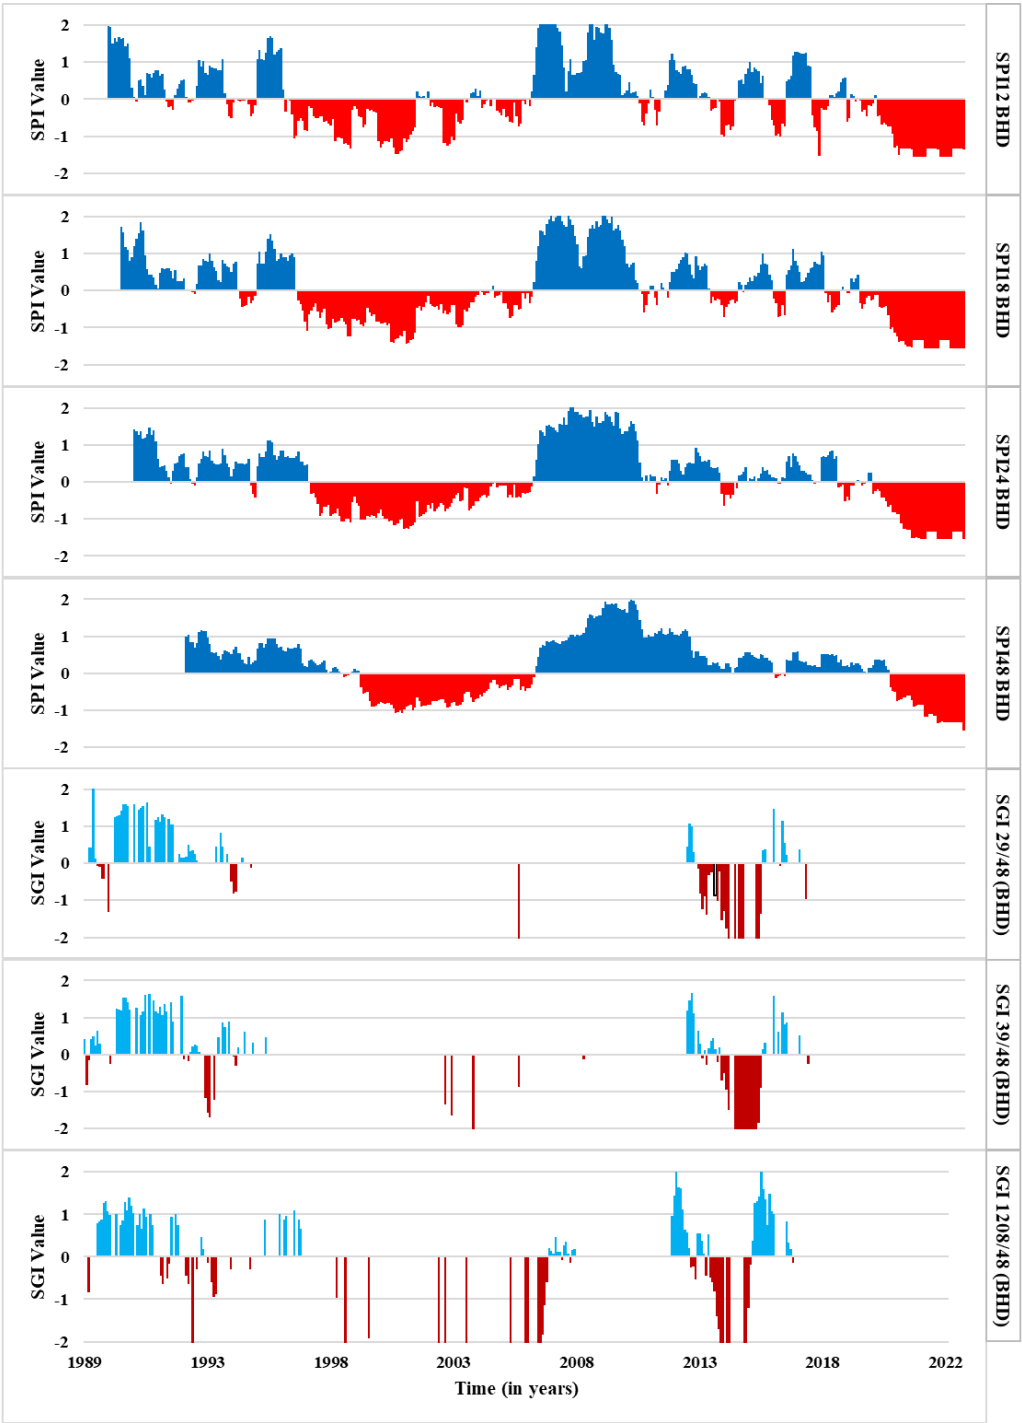 2
1
0
-1
-2
SPI Value
SPI12 BHD
2
1
0
-1
-2
SPI Value
SPI18 BHD
2
1
0
-1
-2
SPI Value
SPI24 BHD
2
1
0
-1
-2
SPI Value
SPI48 BHD
2
1
0
-1
-2
SGI Value
SGI 29/48 (BHD)
2
1
0
-1
-2
SGI Value
SGI 39/48 (BHD)
2
1
0
-1
-2
SGI Value
SGI 1208/48 (BHD)
1989 1993 1998 2003 2008 2013 2018 2022
Time (in years)